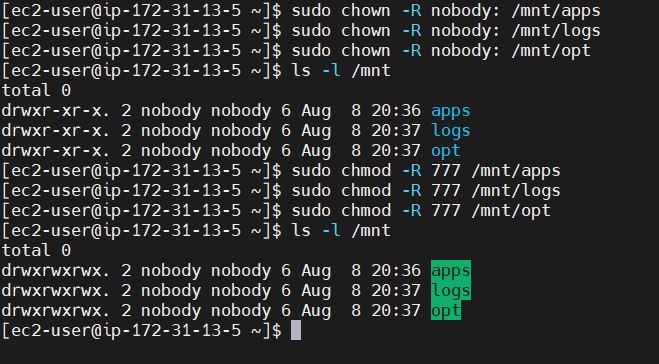 [ec2-user@ip-172-31-13-5 ~]$ sudo chown -R nobody: /mnt/apps
[ec2-user@ip-172-31-13-5 ~]$ sudo chown -R nobody: /mnt/logs
[ec2-user@ip-172-31-13-5 ~]$ sudo chown -R nobody: /mnt/opt
[ec2-user@ip-172-31-13-5 ~]$ ls -l /mnt
total 0
drwxr-xr-x. 2 nobody nobody 6 Aug  8 20:36 apps
drwxr-xr-x. 2 nobody nobody 6 Aug  8 20:37 logs
drwxr-xr-x. 2 nobody nobody 6 Aug  8 20:37 opt
[ec2-user@ip-172-31-13-5 ~]$ sudo chmod -R 777 /mnt/apps
[ec2-user@ip-172-31-13-5 ~]$ sudo chmod -R 777 /mnt/logs
[ec2-user@ip-172-31-13-5 ~]$ sudo chmod -R 777 /mnt/opt
[ec2-user@ip-172-31-13-5 ~]$ ls -l /mnt
total 0
drwxrwxrwx. 2 nobody nobody 6 Aug  8 20:36 apps
drwxrwxrwx. 2 nobody nobody 6 Aug  8 20:37 logs
drwxrwxrwx. 2 nobody nobody 6 Aug  8 20:37 opt
[ec2-user@ip-172-31-13-5 ~]$